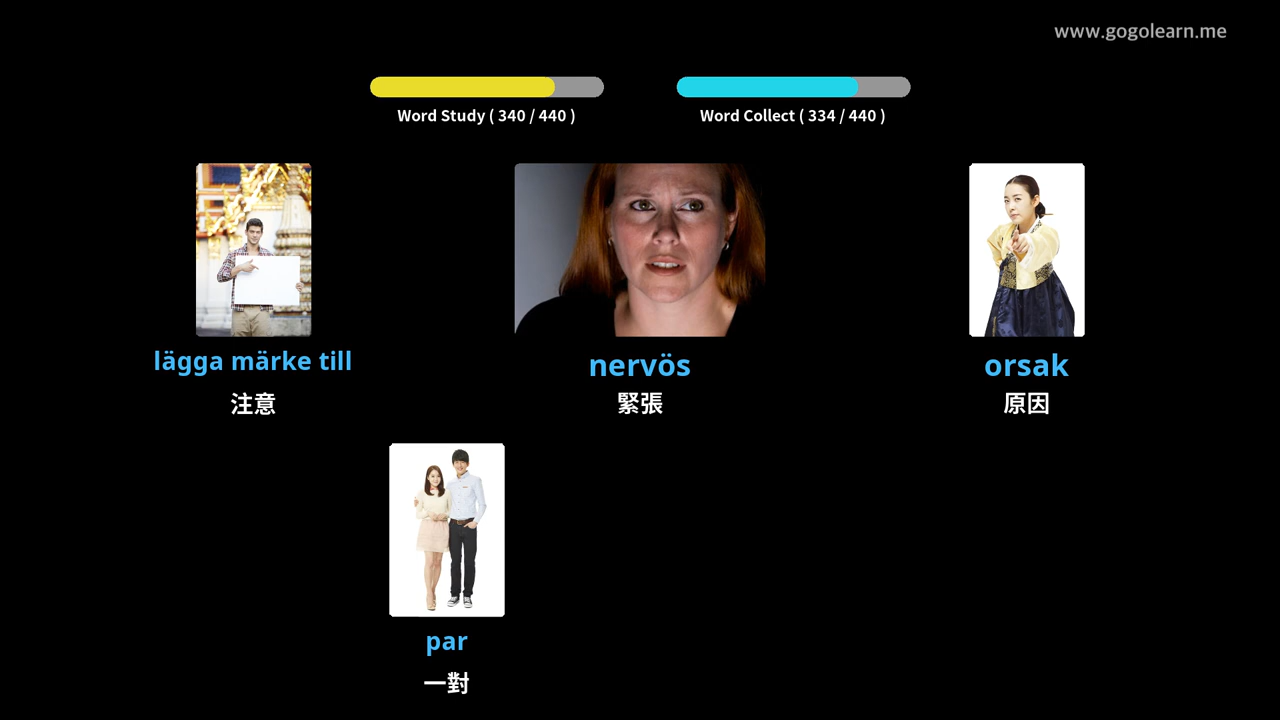 www.gogolearn.me
Word Study ( 340 / 440 )
Word Collect ( 334 / 440 )
lägga märke till
注意
nervös
緊張
orsak
原因
par
一對